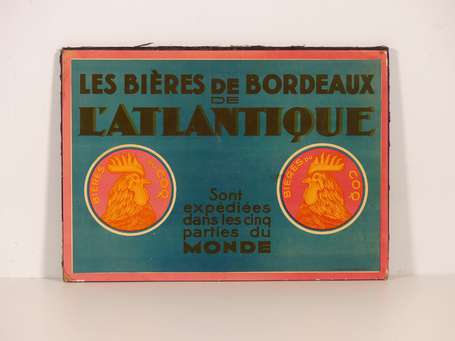 LES BIÈRES DE BORDEAUX
DE
L'ATLANTIQUE
BIÈRES DU COQ
BIÈRES DU COQ
Sont
expédiées
dans les cinq
parties du
MONDE